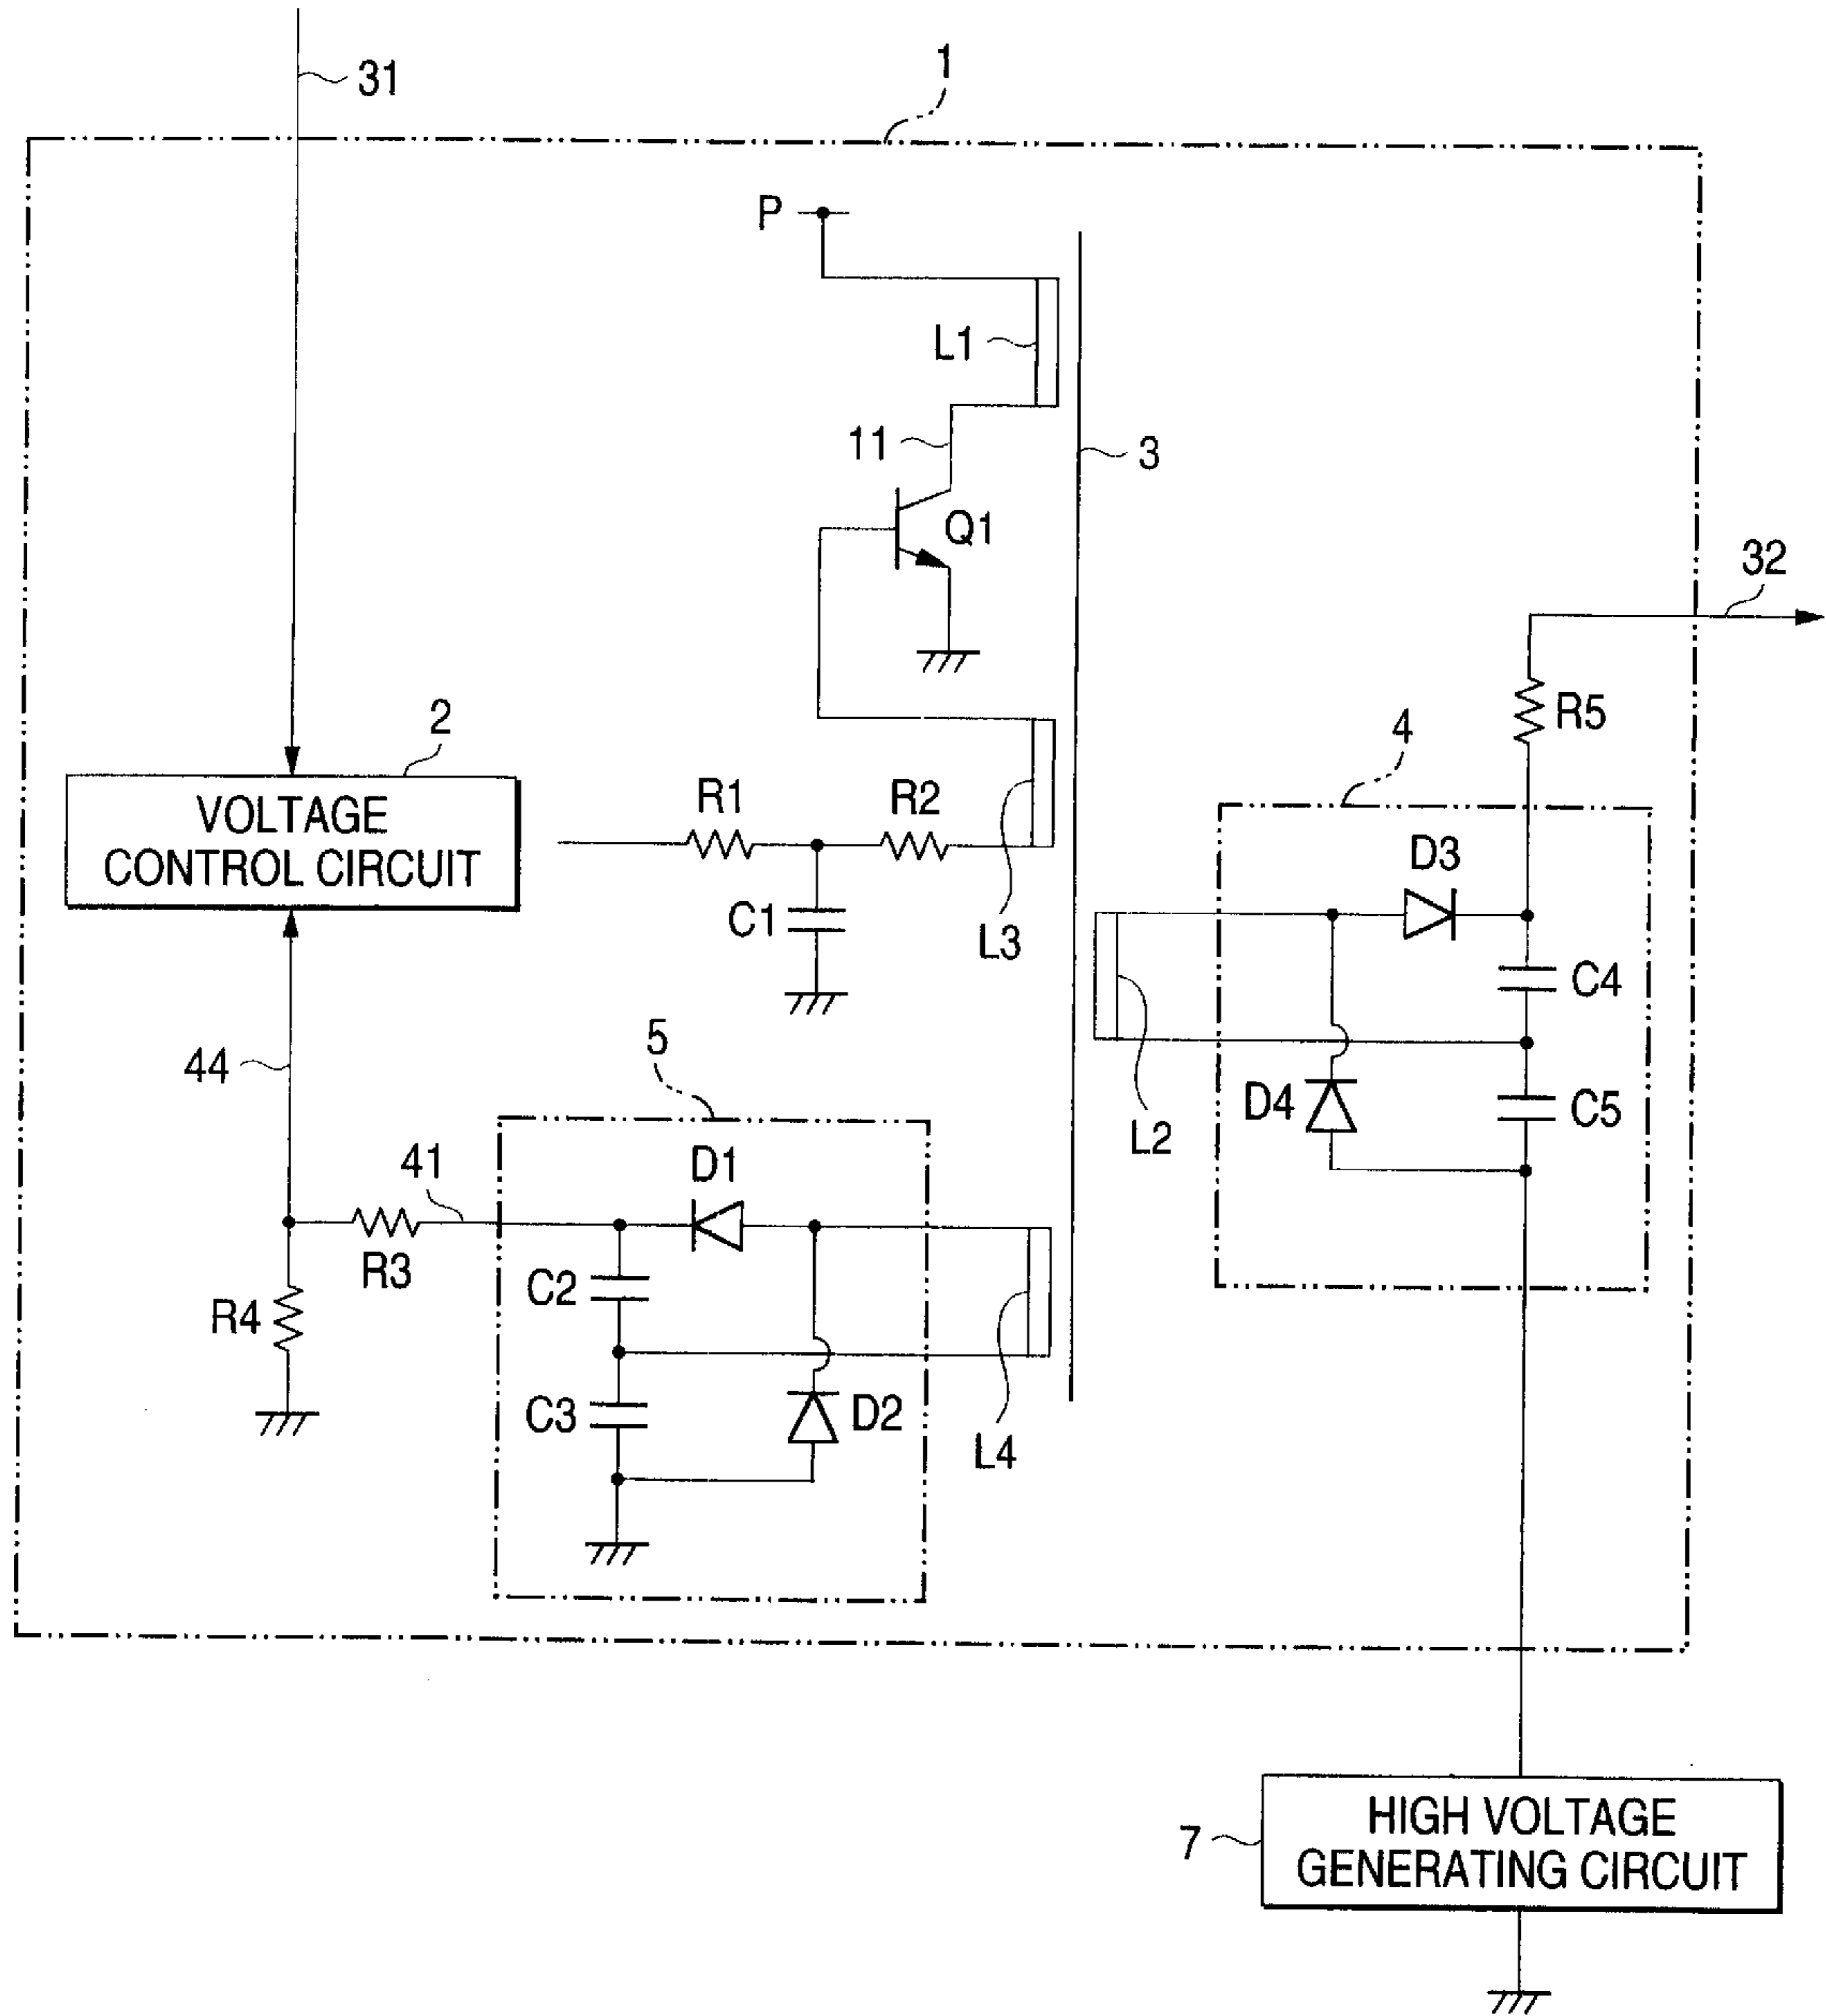 1
31
P
L1
11
3
Q1
32
R5
2
4
VOLTAGE
CONTROL CIRCUIT
R1
R2
D3
C1
L3
C4
44
5
D4
C5
L2
41
D1
R3
C2
R4
C3
D2
L4
7
HIGH VOLTAGE
GENERATING CIRCUIT